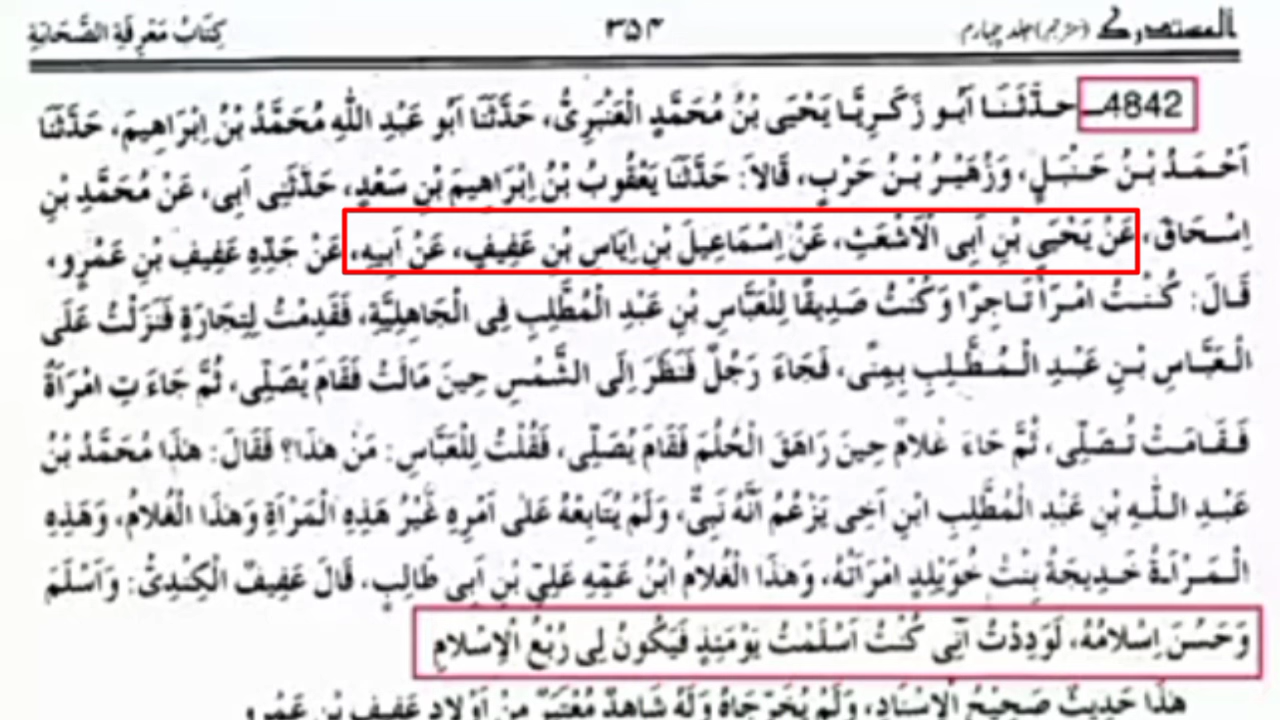 المستدرک (مترجم) جلد چہارم ۳۵۴ كِتَابُ مَعْرِفَةِ الصَّحَابَةِ
4842ــ حَدَّثَنَا اَبُو زَكَرِيَّا يَحْيَى بْنُ مُحَمَّدٍ الْعَنْبَرِيُّ، حَدَّثَنَا اَبُو عَبْدِ اللّٰهِ مُحَمَّدُ بْنُ اِبْرَاهِيمَ، حَدَّثَنَا
اَحْمَدُ بْنُ حَنْبَلٍ، وَزُهَيْرُ بْنُ حَرْبٍ، قَالَا: حَدَّثَنَا يَعْقُوبُ بْنُ اِبْرَاهِيمَ بْنِ سَعْدٍ، حَدَّثَنِي اَبِي، عَنْ مُحَمَّدِ بْنِ
اِسْحَاقَ، عَنْ يَحْيَى بْنِ اَبِي الْاَشْعَثِ، عَنْ اِسْمَاعِيلَ بْنِ اِيَاسِ بْنِ عَفِيفٍ، عَنْ اَبِيهِ، عَنْ جَدِّهِ عَفِيفِ بْنِ عَمْرٍو،
قَالَ: كُنْتُ امْرَاً تَاجِرًا وَكُنْتُ صَدِيقًا لِلْعَبَّاسِ بْنِ عَبْدِ الْمُطَّلِبِ فِي الْجَاهِلِيَّةِ، فَقَدِمْتُ لِتِجَارَةٍ فَنَزَلْتُ عَلَى
الْعَبَّاسِ بْنِ عَبْدِ الْمُطَّلِبِ بِمِنًى، فَجَاءَ رَجُلٌ فَنَظَرَ اِلَى الشَّمْسِ حِينَ مَالَتْ فَقَامَ يُصَلِّي، ثُمَّ جَاءَ تِ امْرَاَةٌ
فَقَامَتْ تُصَلِّي، ثُمَّ جَاءَ غُلَامٌ حِينَ رَاهَقَ الْحُلُمَ فَقَامَ يُصَلِّي، فَقُلْتُ لِلْعَبَّاسِ: مَنْ هٰذَا؟ فَقَالَ: هٰذَا مُحَمَّدُ بْنُ
عَبْدِ اللّٰهِ بْنِ عَبْدِ الْمُطَّلِبِ ابْنِ اَخِي يَزْعُمُ اَنَّهُ نَبِيٌّ، وَلَمْ يُتَابِعْهُ عَلَى اَمْرِهِ غَيْرُ هَذِهِ الْمَرْاَةِ وَهَذَا الْغُلَامُ، وَهَذِهِ
الْمَرْاَةُ خَدِيجَةُ بِنْتُ خُوَيْلِدٍ امْرَاَتُهُ، وَهَذَا الْغُلَامُ ابْنُ عَمِّهِ عَلِيِّ بْنِ اَبِي طَالِبٍ، قَالَ عَفِيفٌ الْكِنْدِيُّ: وَاَسْلَمَ
وَحَسُنَ اِسْلَامُهُ، لَوَدِدْتُ اَنِّي كُنْتُ اَسْلَمْتُ يَوْمَئِذٍ فَيَكُونُ لِي رُبُعُ الْاِسْلَامِ
هٰذَا حَدِيثٌ صَحِيحُ الْاِسْنَادِ، وَلَمْ يُخَرِّجَاهُ وَلَهُ شَاهِدٌ مُعْتَبَرٌ مِنْ اَوْلَادِ عَفِيفِ بْنِ عَمْرٍو